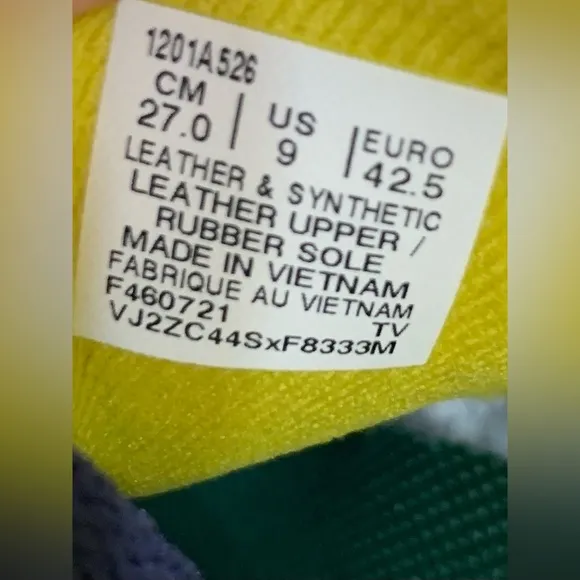 1201A526
CM | US | EURO
27.0 | 9 | 42.5
LEATHER & SYNTHETIC
LEATHER UPPER /
RUBBER SOLE
MADE IN VIETNAM
FABRIQUE AU VIETNAM
F460721 TV
VJ2ZC44SxF8333M